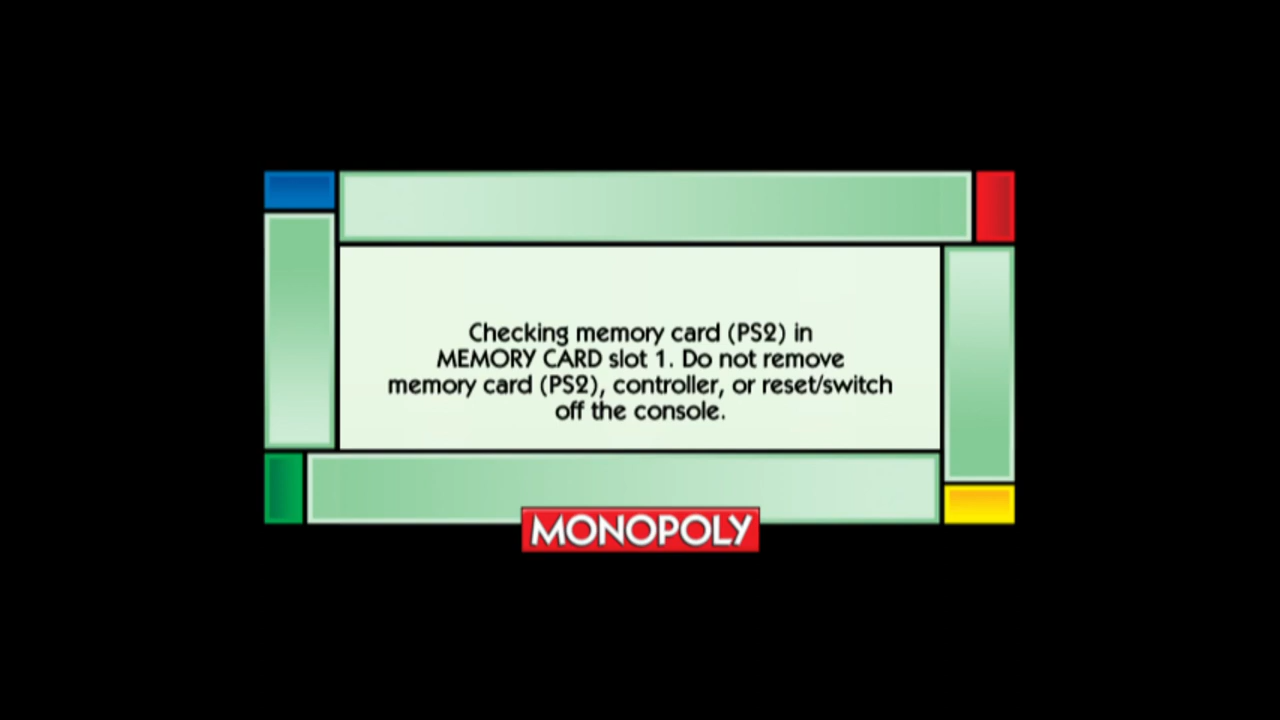 Checking memory card (PS2) in
MEMORY CARD slot 1. Do not remove
memory card (PS2), controller, or reset/switch
off the console.
MONOPOLY